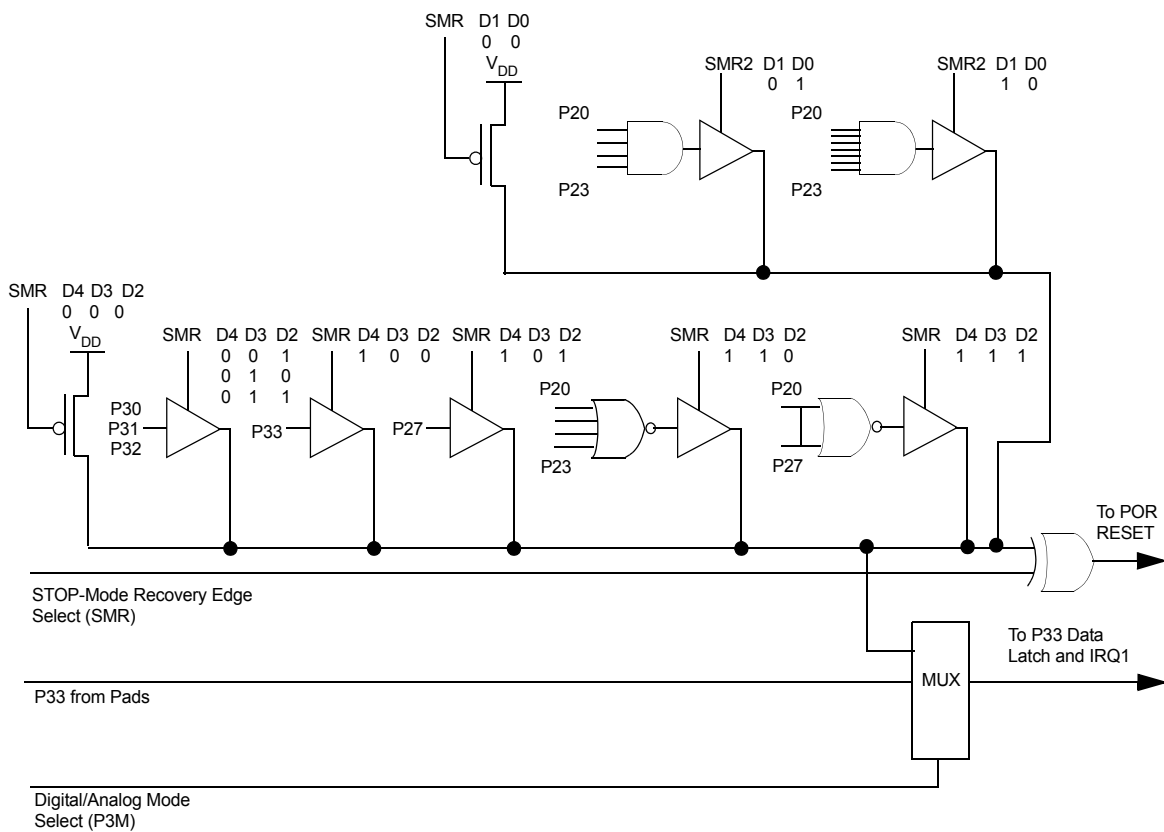 SMR D1 D0
0 0
VDD
SMR2 D1 D0
0 1
P20
P23
SMR2 D1 D0
1 0
P20
P23
SMR D4 D3 D2
0 0 0
VDD
SMR D4 D3 D2
0 0 1
0 1 0
0 1 1
P30
P31
P32
SMR D4 D3 D2
1 0 0
P33
SMR D4 D3 D2
1 0 1
P27
SMR D4 D3 D2
1 1 0
P20
P23
SMR D4 D3 D2
1 1 1
P20
P27
To POR
RESET
STOP-Mode Recovery Edge
Select (SMR)
To P33 Data
Latch and IRQ1
MUX
P33 from Pads
Digital/Analog Mode
Select (P3M)